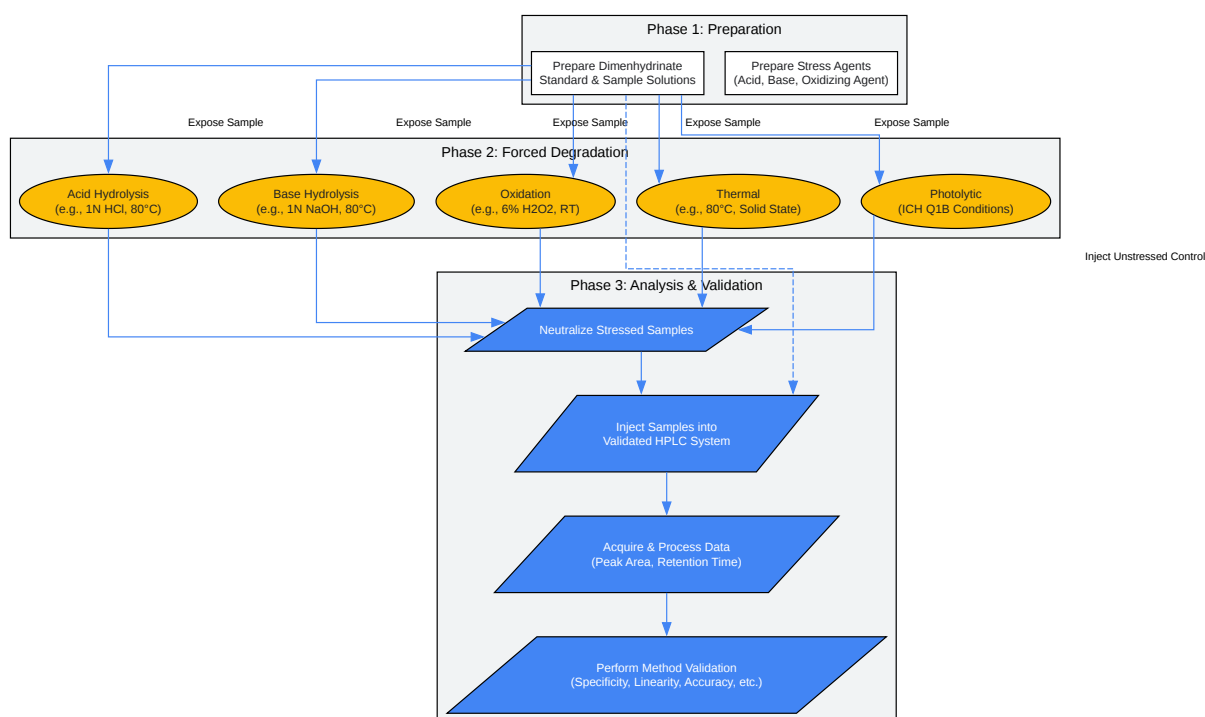 Phase 1: Preparation
Prepare Dimenhydrinate
Standard & Sample Solutions
Prepare Stress Agents
(Acid, Base, Oxidizing Agent)
Expose Sample
Expose Sample
Expose Sample
Expose Sample
Expose Sample
Phase 2: Forced Degradation
Acid Hydrolysis
(e.g., 1N HCl, 80°C)
Base Hydrolysis
(e.g., 1N NaOH, 80°C)
Oxidation
(e.g., 6% H2O2, RT)
Thermal
(e.g., 80°C, Solid State)
Photolytic
(ICH Q1B Conditions)
Inject Unstressed Control
Phase 3: Analysis & Validation
Neutralize Stressed Samples
Inject Samples into
Validated HPLC System
Acquire & Process Data
(Peak Area, Retention Time)
Perform Method Validation
(Specificity, Linearity, Accuracy, etc.)